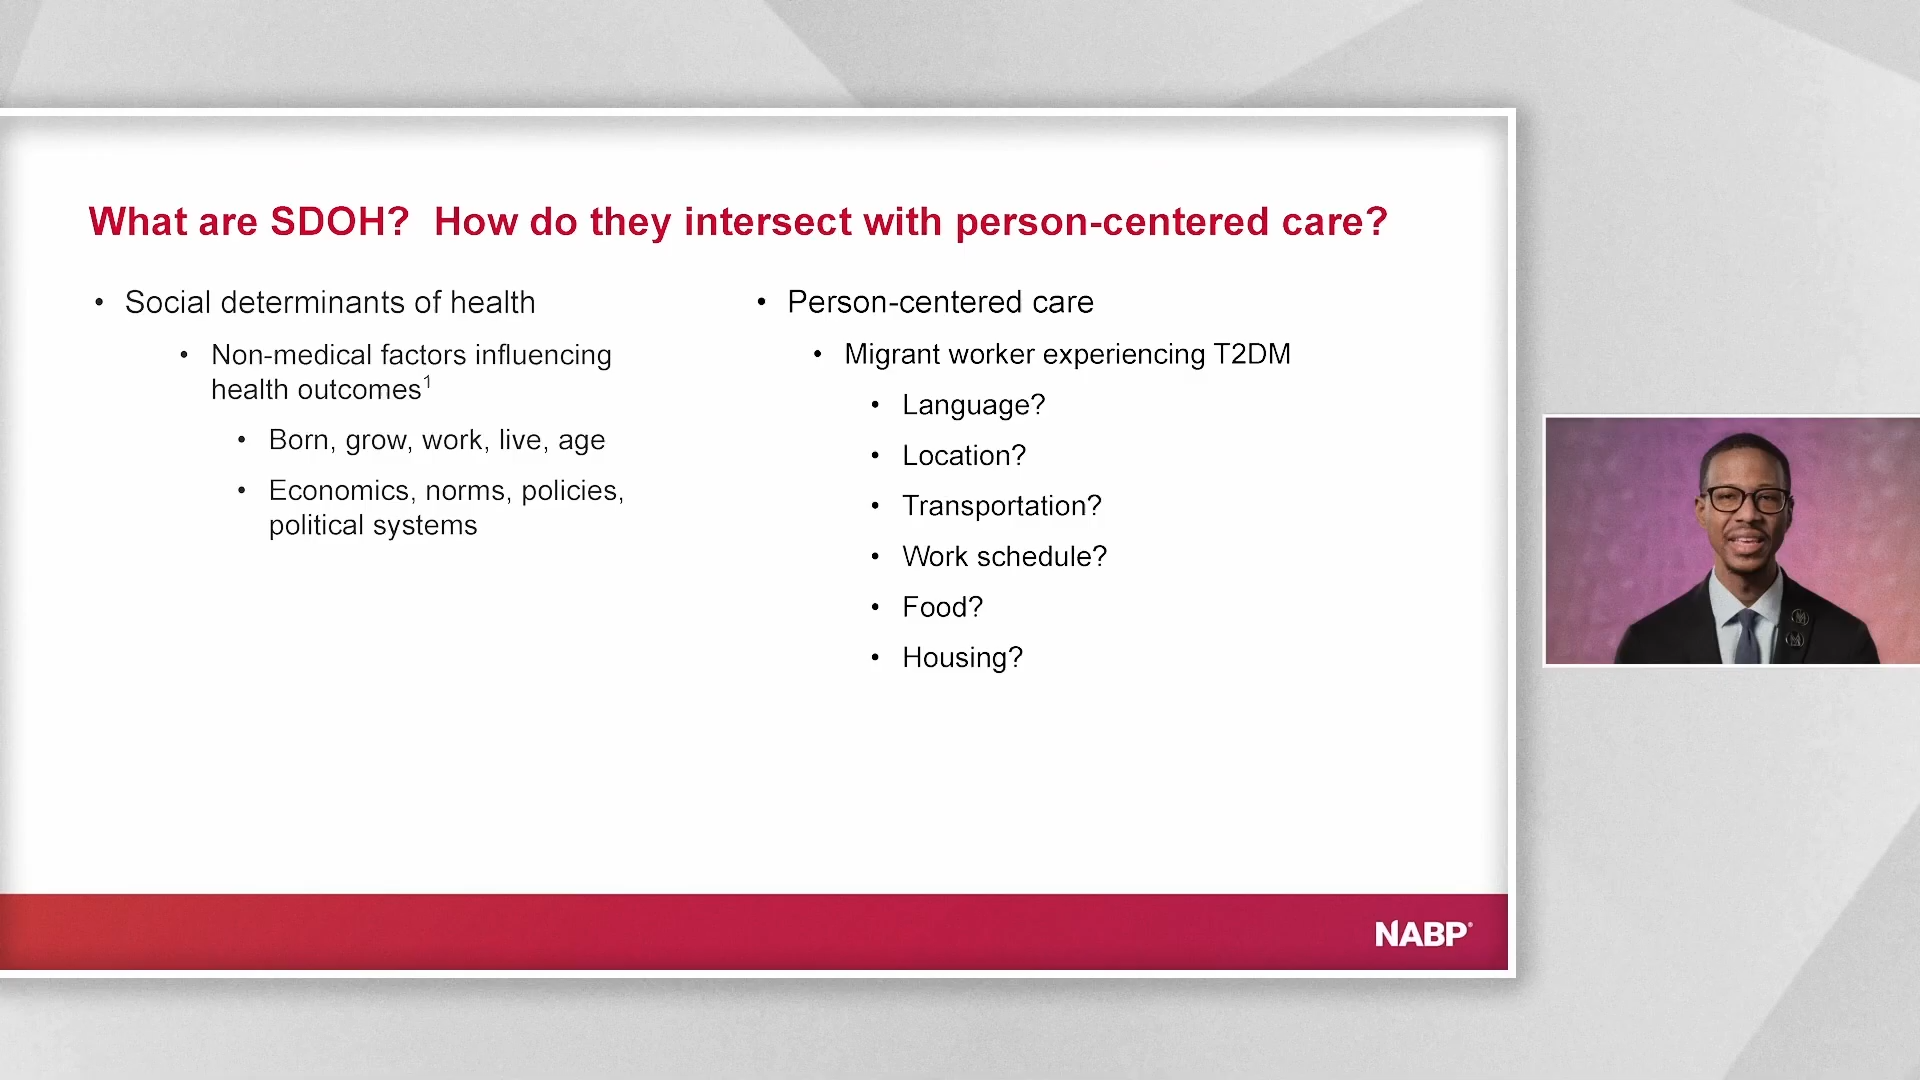 What are SDOH?  How do they intersect with person-centered care?
• Social determinants of health
• Non-medical factors influencing
health outcomes¹
• Born, grow, work, live, age
• Economics, norms, policies,
political systems
• Person-centered care
• Migrant worker experiencing T2DM
• Language?
• Location?
• Transportation?
• Work schedule?
• Food?
• Housing?
NABP®